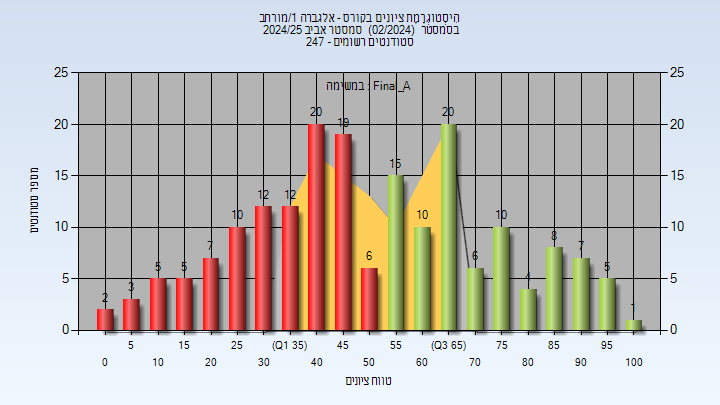 היסטוגרמת ציונים בקורס - אלגברה 1/מורחב
בסמסטר (02/2024) סמסטר אביב 2024/25
סטודנטים רשומים - 247
במשימה : Final_A
מספר סטודנטים
25 25
20 20
15 15
10 10
5 5
0 0
2 3 5 5 7 10 12 12 20 19 6 15 10 20 6 10 4 8 7 5 1
5 15 25 (Q1 35) 45 55 (Q3 65) 75 85 95
0 10 20 30 40 50 60 70 80 90 100
טווח ציונים